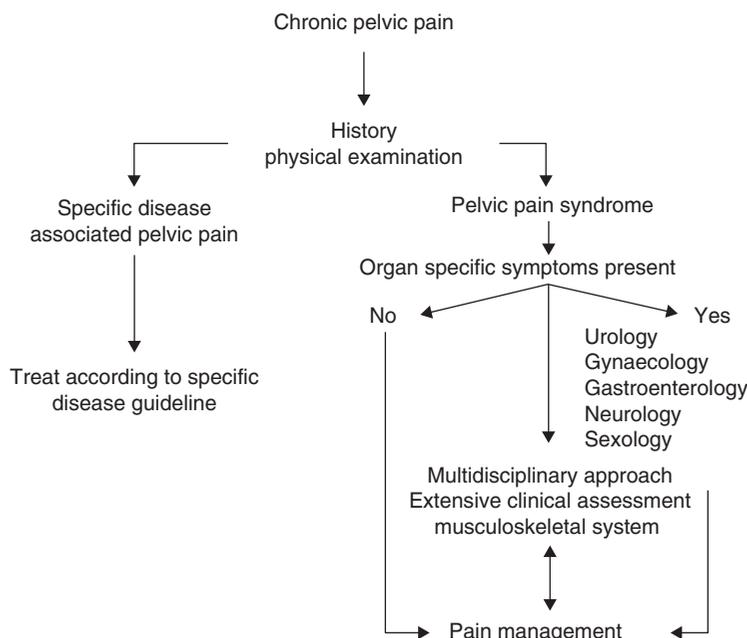 Chronic pelvic pain
History
physical examination
Specific disease
associated pelvic pain
Pelvic pain syndrome
Organ specific symptoms present
No
Yes
Urology
Gynaecology
Gastroenterology
Neurology
Sexology
Treat according to specific
disease guideline
Multidisciplinary approach
Extensive clinical assessment
musculoskeletal system
Pain management